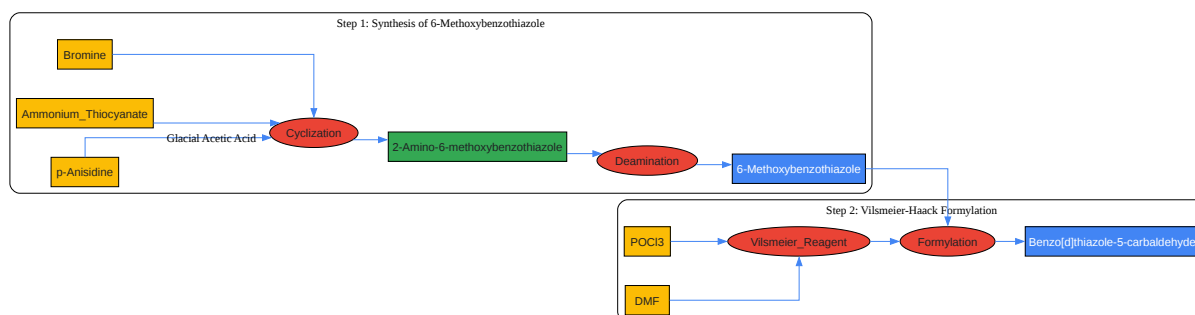 Step 1: Synthesis of 6-Methoxybenzothiazole
Bromine
Ammonium_Thiocyanate
Glacial Acetic Acid
p-Anisidine
Cyclization
2-Amino-6-methoxybenzothiazole
Deamination
6-Methoxybenzothiazole
Step 2: Vilsmeier-Haack Formylation
POCl3
DMF
Vilsmeier_Reagent
Formylation
Benzo[d]thiazole-5-carbaldehyde